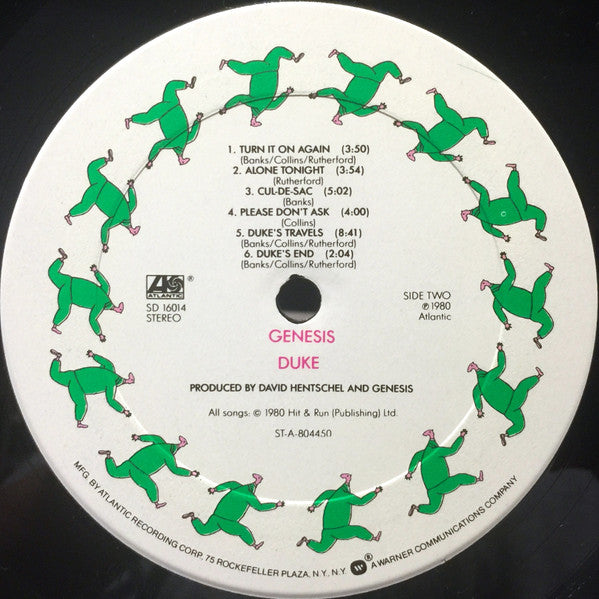 1. TURN IT ON AGAIN (3:50)
(Banks/Collins/Rutherford)
2. ALONE TONIGHT (3:54)
(Rutherford)
3. CUL-DE-SAC (5:02)
(Banks)
4. PLEASE DON'T ASK (4:00)
(Collins)
5. DUKE'S TRAVELS (8:41)
(Banks/Collins/Rutherford)
6. DUKE'S END (2:04)
(Banks/Collins/Rutherford)
ATLANTIC®
SD 16014
STEREO
SIDE TWO
℗ 1980
Atlantic
GENESIS
DUKE
PRODUCED BY DAVID HENTSCHEL AND GENESIS
All songs: © 1980 Hit & Run (Publishing) Ltd.
ST-A-804450
MFG. BY ATLANTIC RECORDING CORP. 75 ROCKEFELLER PLAZA, N.Y., N.Y. W® A WARNER COMMUNICATIONS COMPANY